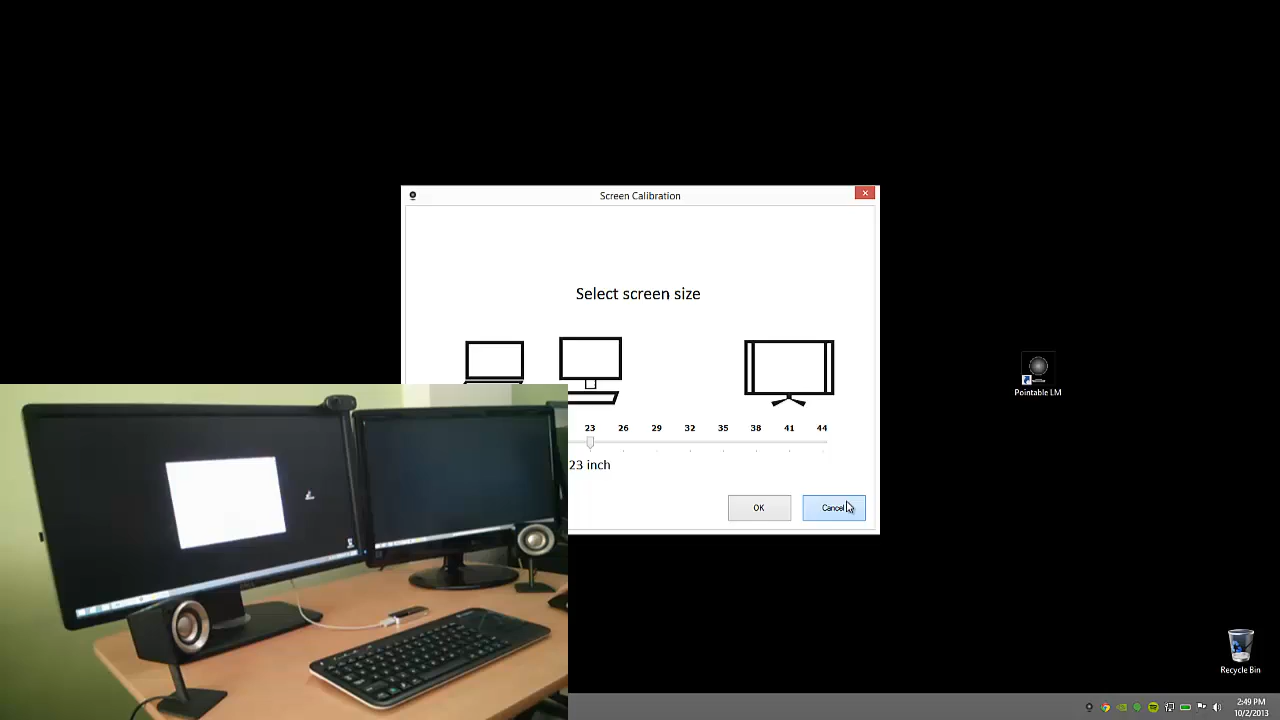 Screen Calibration
Select screen size
23 26 29 32 35 38 41 44
23 inch
OK
Cancel
Pointable LM
Recycle Bin
2:49 PM
10/2/2013